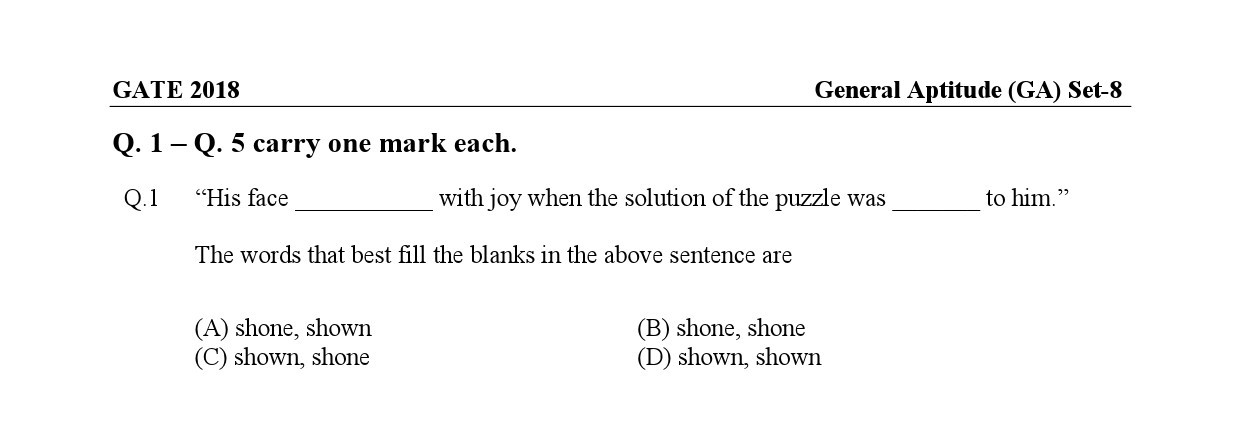 GATE 2018 General Aptitude (GA) Set-8
Q. 1 – Q. 5 carry one mark each.
Q.1 “His face ___________ with joy when the solution of the puzzle was _______ to him.”
The words that best fill the blanks in the above sentence are
(A) shone, shown (B) shone, shone
(C) shown, shone (D) shown, shown